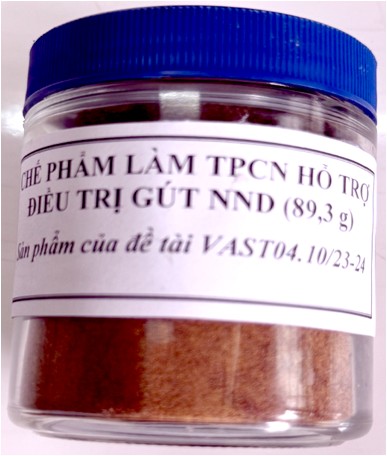 CHẾ PHẨM LÀM TPCN HỖ TRỢ
ĐIỀU TRỊ GÚT NND (89,3 g)
Sản phẩm của đề tài VAST04.10/23-24